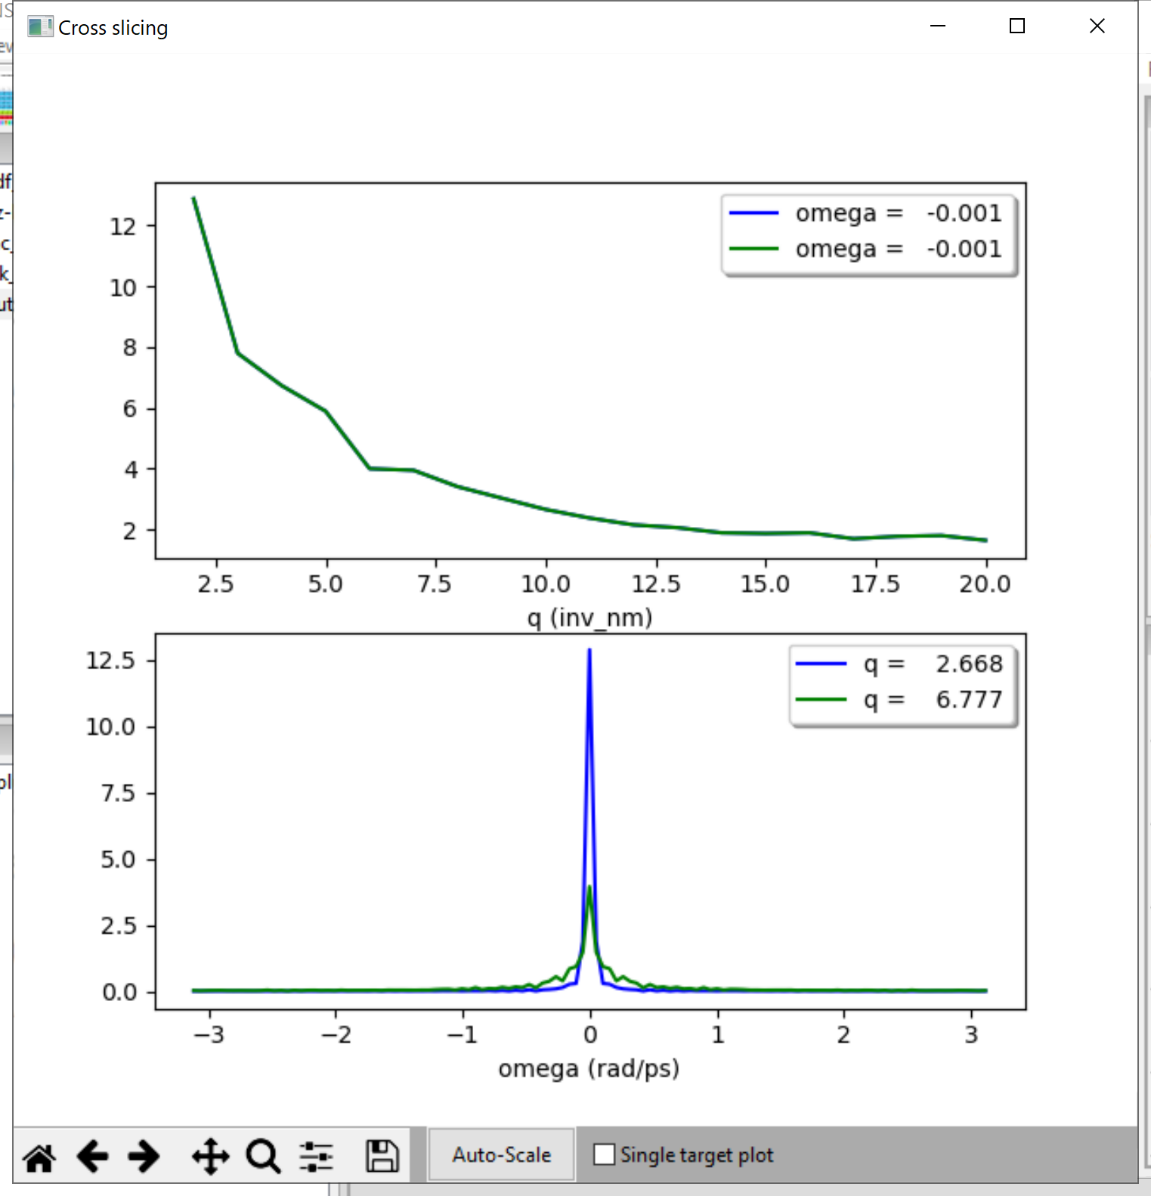 Cross slicing
12
10
8
6
4
2
omega = -0.001
omega = -0.001
2.5 5.0 7.5 10.0 12.5 15.0 17.5 20.0
q (inv_nm)
12.5
10.0
7.5
5.0
2.5
0.0
q = 2.668
q = 6.777
−3 −2 −1 0 1 2 3
omega (rad/ps)
Auto-Scale
Single target plot